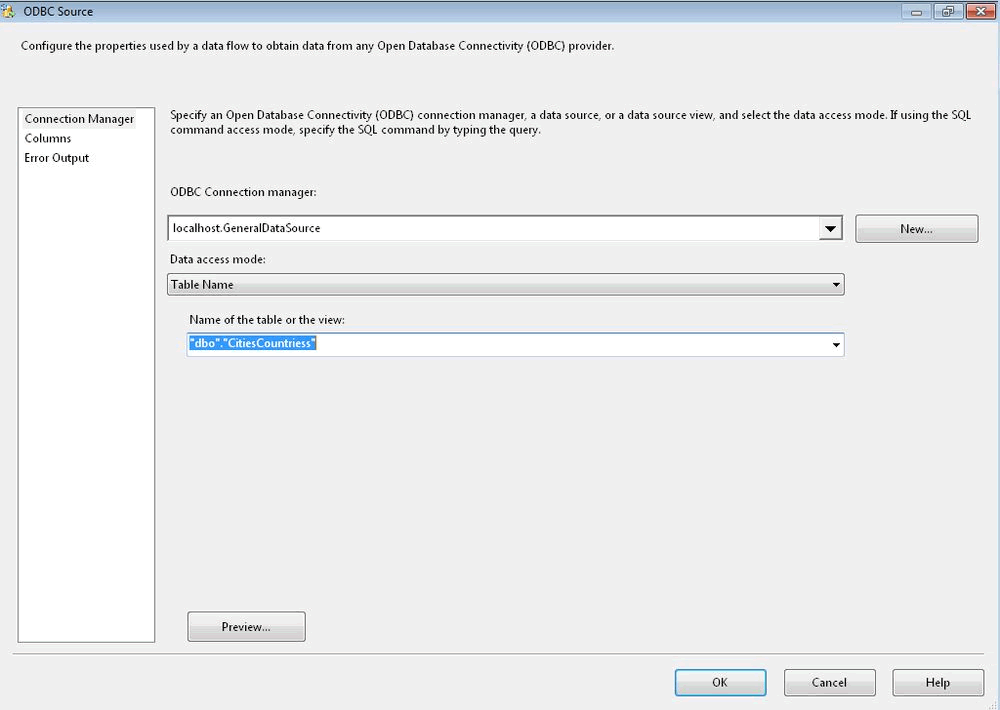 ODBC Source
Configure the properties used by a data flow to obtain data from any Open Database Connectivity (ODBC) provider.
Connection Manager
Columns
Error Output
Specify an Open Database Connectivity (ODBC) connection manager, a data source, or a data source view, and select the data access mode. If using the SQL
command access mode, specify the SQL command by typing the query.
ODBC Connection manager:
localhost.GeneralDataSource
New...
Data access mode:
Table Name
Name of the table or the view:
"dbo"."CitiesCountriess"
Preview...
OK
Cancel
Help